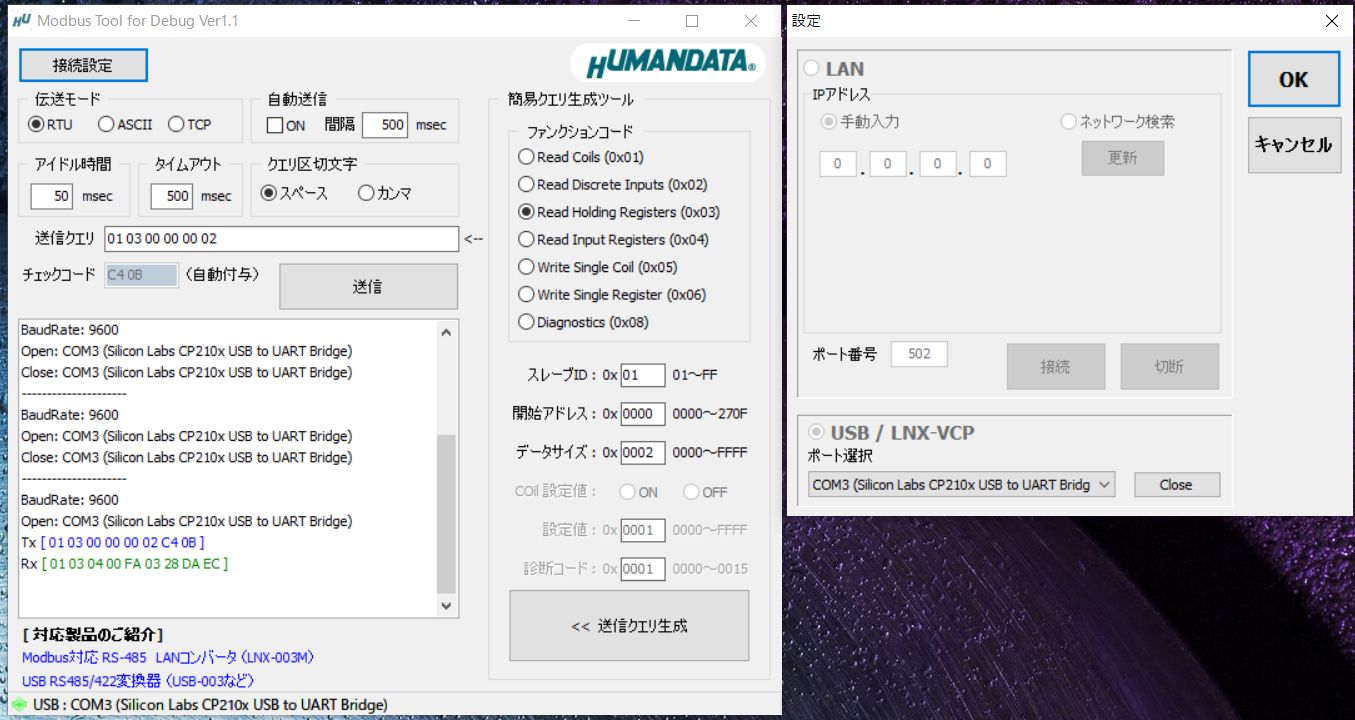 Modbus Tool for Debug Ver1.1
接続設定
HUMANDATA®
伝送モード
RTU ASCII TCP
自動送信
ON 間隔 500 msec
アイドル時間
50 msec
タイムアウト
500 msec
クエリ区切文字
スペース カンマ
送信クエリ 01 03 00 00 00 02 <--
チェックコード C4 0B (自動付与)
送信
BaudRate: 9600
Open: COM3 (Silicon Labs CP210x USB to UART Bridge)
Close: COM3 (Silicon Labs CP210x USB to UART Bridge)
---------------------
BaudRate: 9600
Open: COM3 (Silicon Labs CP210x USB to UART Bridge)
Close: COM3 (Silicon Labs CP210x USB to UART Bridge)
---------------------
BaudRate: 9600
Open: COM3 (Silicon Labs CP210x USB to UART Bridge)
Tx [ 01 03 00 00 00 02 C4 0B ]
Rx [ 01 03 04 00 FA 03 28 DA EC ]
[ 対応製品のご紹介 ]
Modbus対応 RS-485 LANコンバータ (LNX-003M)
USB RS485/422変換器 (USB-003など)
USB : COM3 (Silicon Labs CP210x USB to UART Bridge)
簡易クエリ生成ツール
ファンクションコード
Read Coils (0x01)
Read Discrete Inputs (0x02)
Read Holding Registers (0x03)
Read Input Registers (0x04)
Write Single Coil (0x05)
Write Single Register (0x06)
Diagnostics (0x08)
スレーブID : 0x 01 01～FF
開始アドレス : 0x 0000 0000～270F
データサイズ : 0x 0002 0000～FFFF
COil 設定値 : ON OFF
設定値 : 0x 0001 0000～FFFF
診断コード : 0x 0001 0000～0015
<< 送信クエリ生成
設定
LAN
IPアドレス
手動入力 ネットワーク検索
0 . 0 . 0 . 0 更新
ポート番号 502 接続 切断
USB / LNX-VCP
ポート選択
COM3 (Silicon Labs CP210x USB to UART Bridg Close
OK
キャンセル